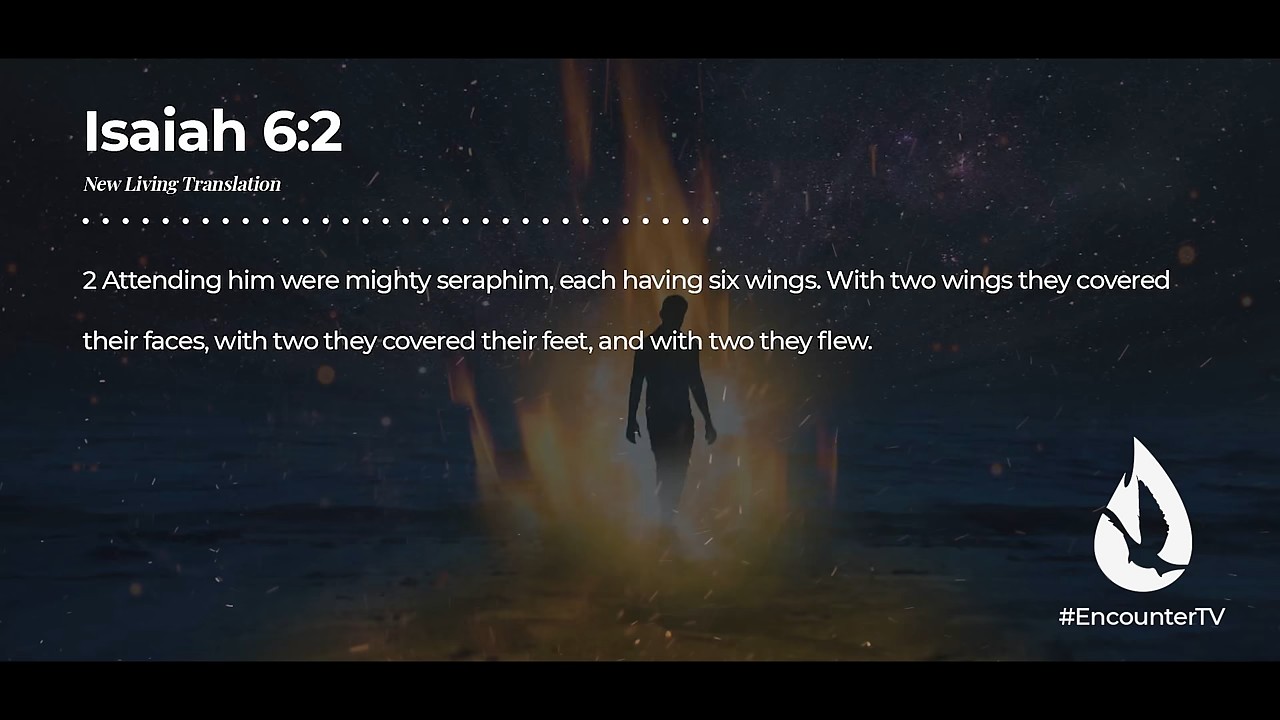 Isaiah 6:2
New Living Translation
2 Attending him were mighty seraphim, each having six wings. With two wings they covered
their faces, with two they covered their feet, and with two they flew.
#EncounterTV